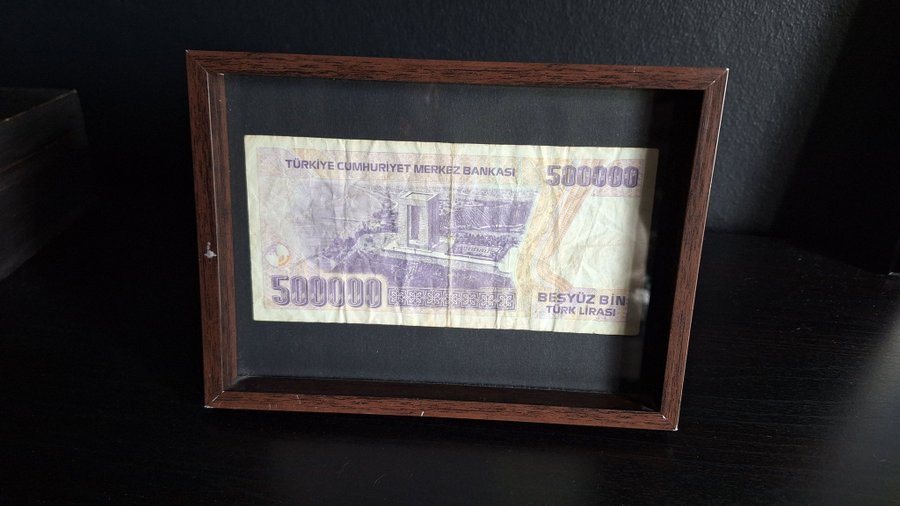 TÜRKİYE CUMHURİYET MERKEZ BANKASI
500000
500000
BEŞYÜZ BİN
TÜRK LİRASI